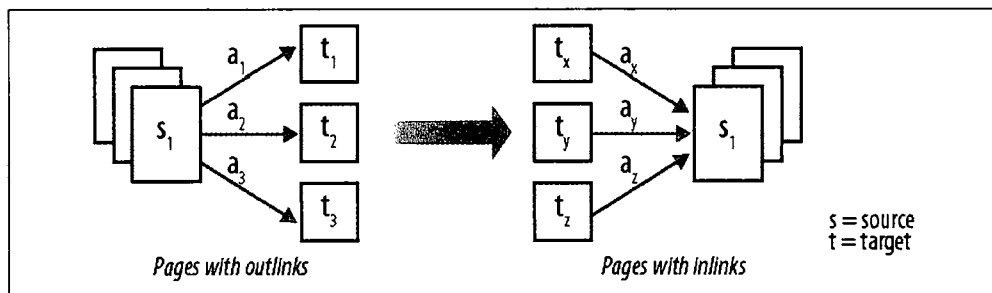 s1
a1
a2
a3
t1
t2
t3
Pages with outlinks
tx
ty
tz
ax
ay
az
s1
Pages with inlinks
s = source
t = target